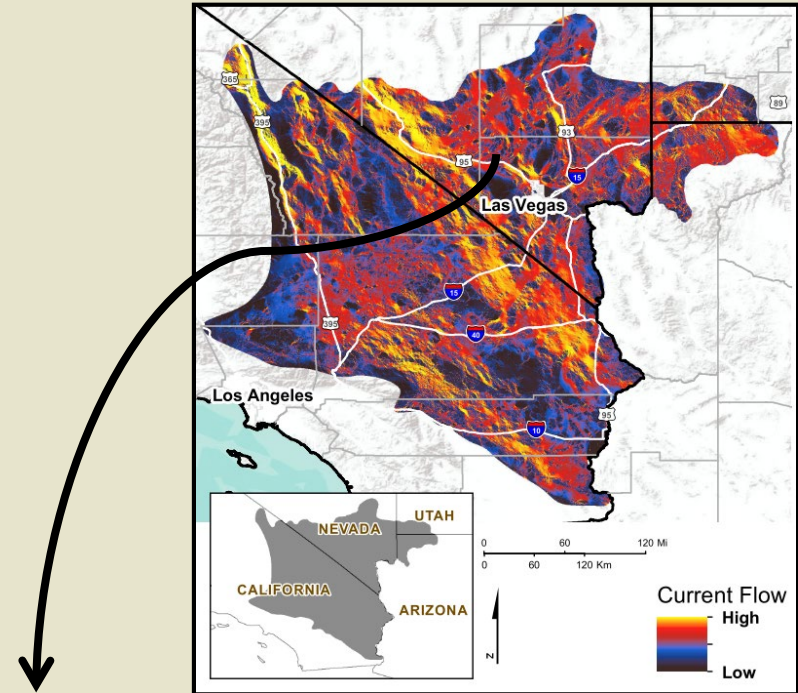 365
395
89
93
95
15
Las Vegas
15
395
40
Los Angeles
95
10
UTAH
NEVADA
CALIFORNIA
ARIZONA
0 60 120 Mi
0 60 120 Km
N
Current Flow
High
Low